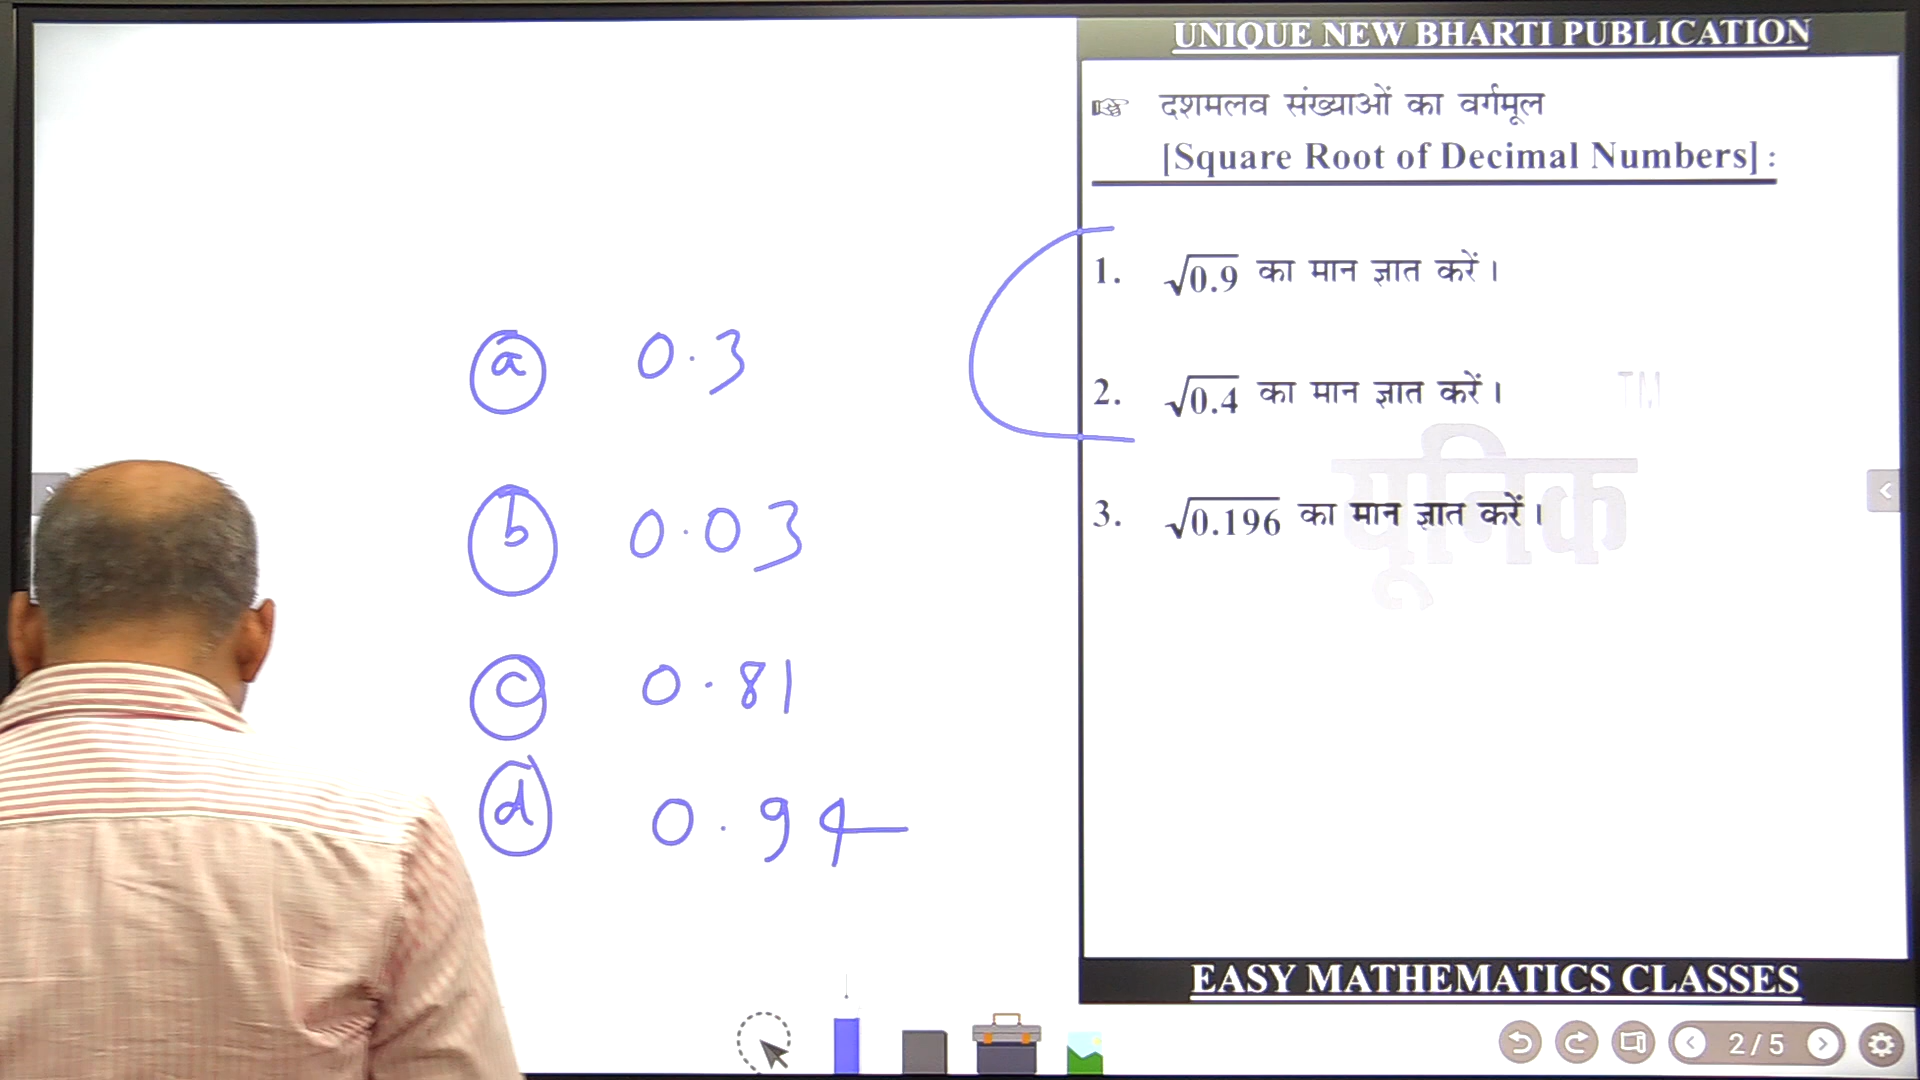 UNIQUE NEW BHARTI PUBLICATION
☞ दशमलव संख्याओं का वर्गमूल
[Square Root of Decimal Numbers] :
1. √0.9 का मान ज्ञात करें।
2. √0.4 का मान ज्ञात करें।
TM
यूनिक
3. √0.196 का मान ज्ञात करें।
a 0.3
b 0.03
c 0.81
d 0.94
EASY MATHEMATICS CLASSES
2/5